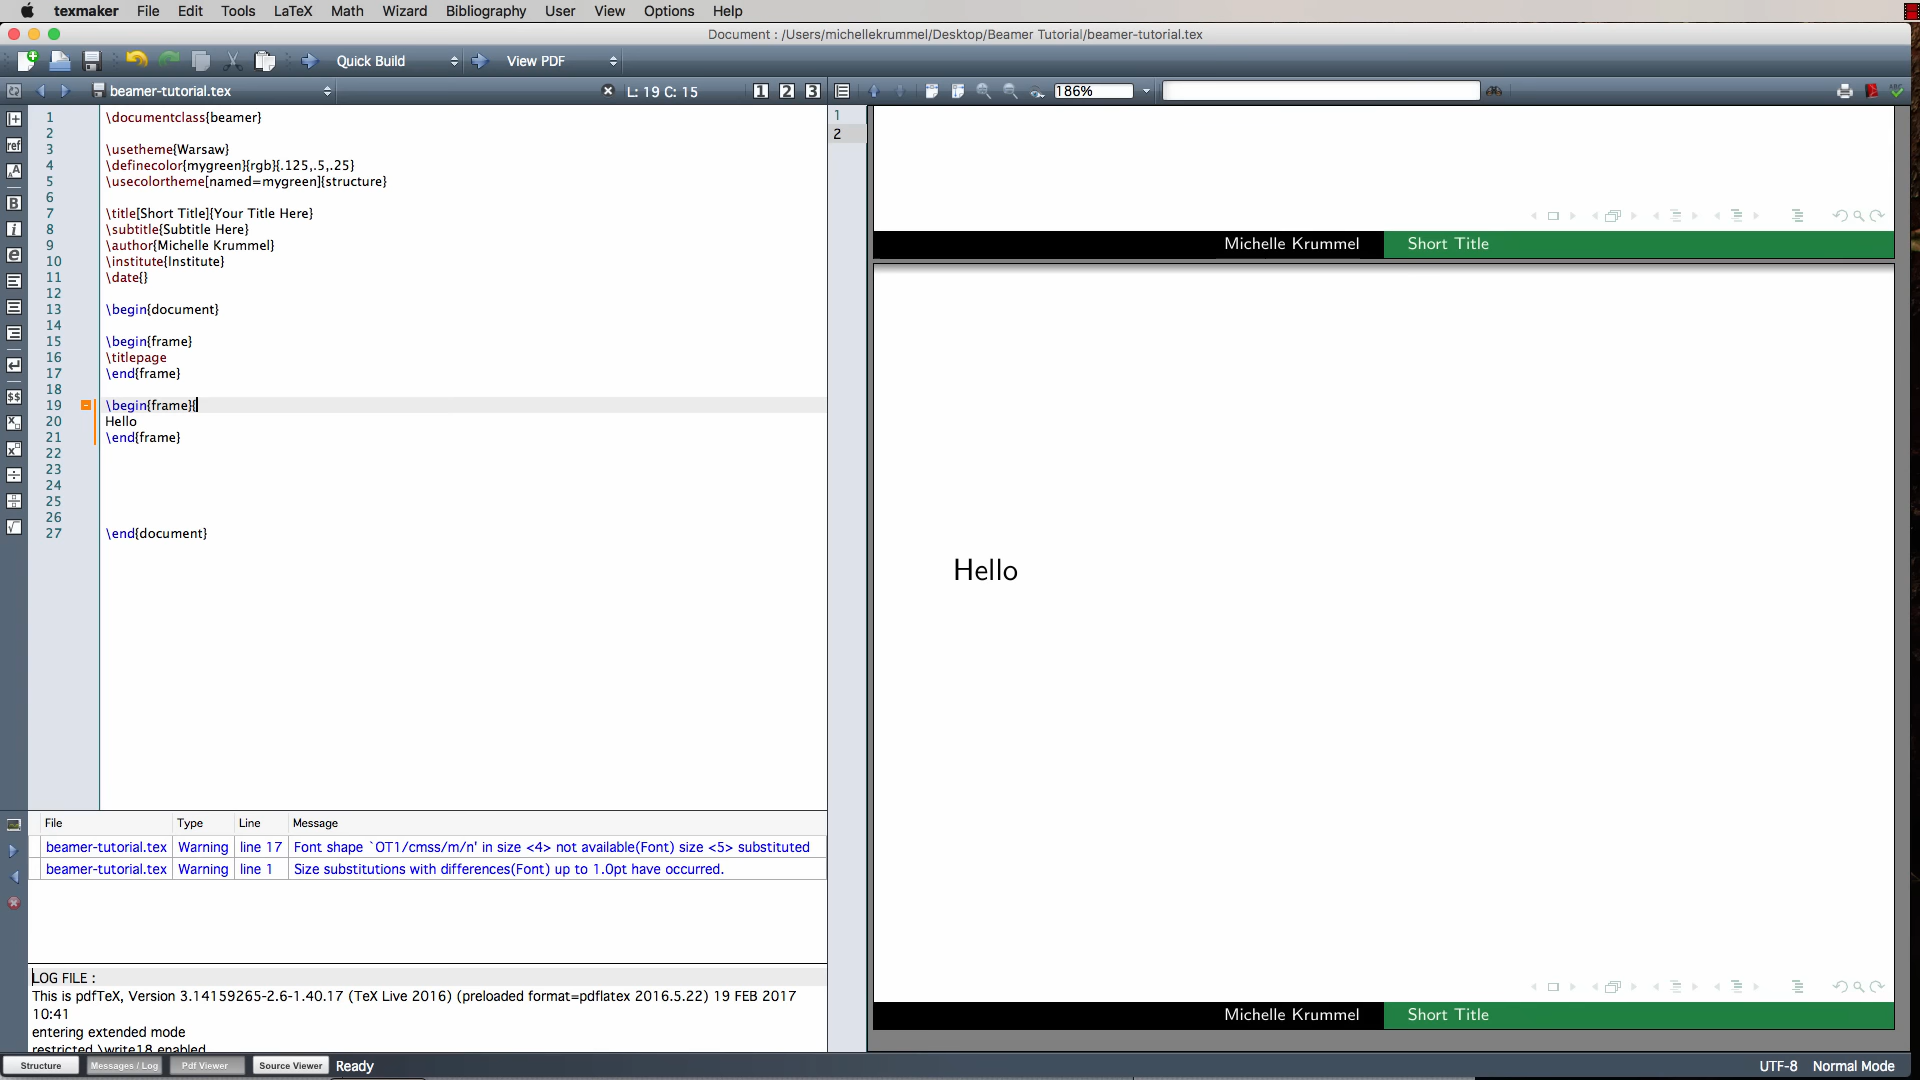 texmaker File Edit Tools LaTeX Math Wizard Bibliography User View Options Help
Document : /Users/michellekrummel/Desktop/Beamer Tutorial/beamer-tutorial.tex
Quick Build View PDF
beamer-tutorial.tex L: 19 C: 15 1 2 3 186%
1 \documentclass{beamer}
2
3 \usetheme{Warsaw}
4 \definecolor{mygreen}{rgb}{.125,.5,.25}
5 \usecolortheme[named=mygreen]{structure}
6
7 \title[Short Title]{Your Title Here}
8 \subtitle{Subtitle Here}
9 \author{Michelle Krummel}
10 \institute{Institute}
11 \date{}
12
13 \begin{document}
14
15 \begin{frame}
16 \titlepage
17 \end{frame}
18
19 \begin{frame}{
20 Hello
21 \end{frame}
22
23
24
25
26
27 \end{document}
1
2
Michelle Krummel Short Title
Hello
Michelle Krummel Short Title
File Type Line Message
beamer-tutorial.tex Warning line 17 Font shape `OT1/cmss/m/n' in size <4> not available(Font) size <5> substituted
beamer-tutorial.tex Warning line 1 Size substitutions with differences(Font) up to 1.0pt have occurred.
LOG FILE :
This is pdfTeX, Version 3.14159265-2.6-1.40.17 (TeX Live 2016) (preloaded format=pdflatex 2016.5.22) 19 FEB 2017
10:41
entering extended mode
restricted \write18 enabled
Structure Messages / Log Pdf Viewer Source Viewer Ready UTF-8 Normal Mode